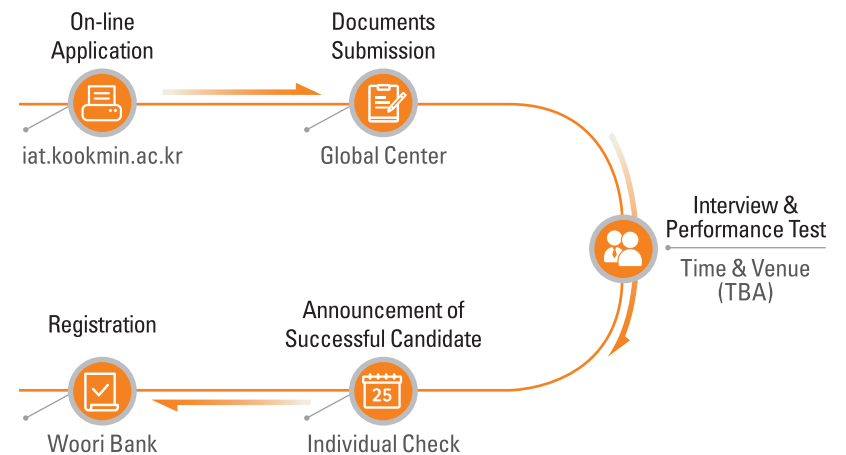 On-line
Application
iat.kookmin.ac.kr
Documents
Submission
Global Center
Interview &
Performance Test
Time & Venue
(TBA)
Announcement of
Successful Candidate
25
Individual Check
Registration
Woori Bank